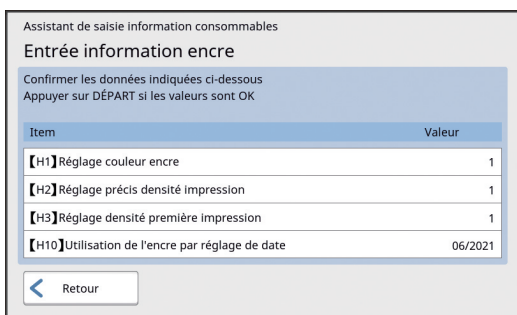 Assistant de saisie information consommables
Entrée information encre
Confirmer les données indiquées ci-dessous
Appuyer sur DÉPART si les valeurs sont OK
Item Valeur
【H1】Réglage couleur encre 1
【H2】Réglage précis densité impression 1
【H3】Réglage densité première impression 1
【H10】Utilisation de l'encre par réglage de date 06/2021
Retour